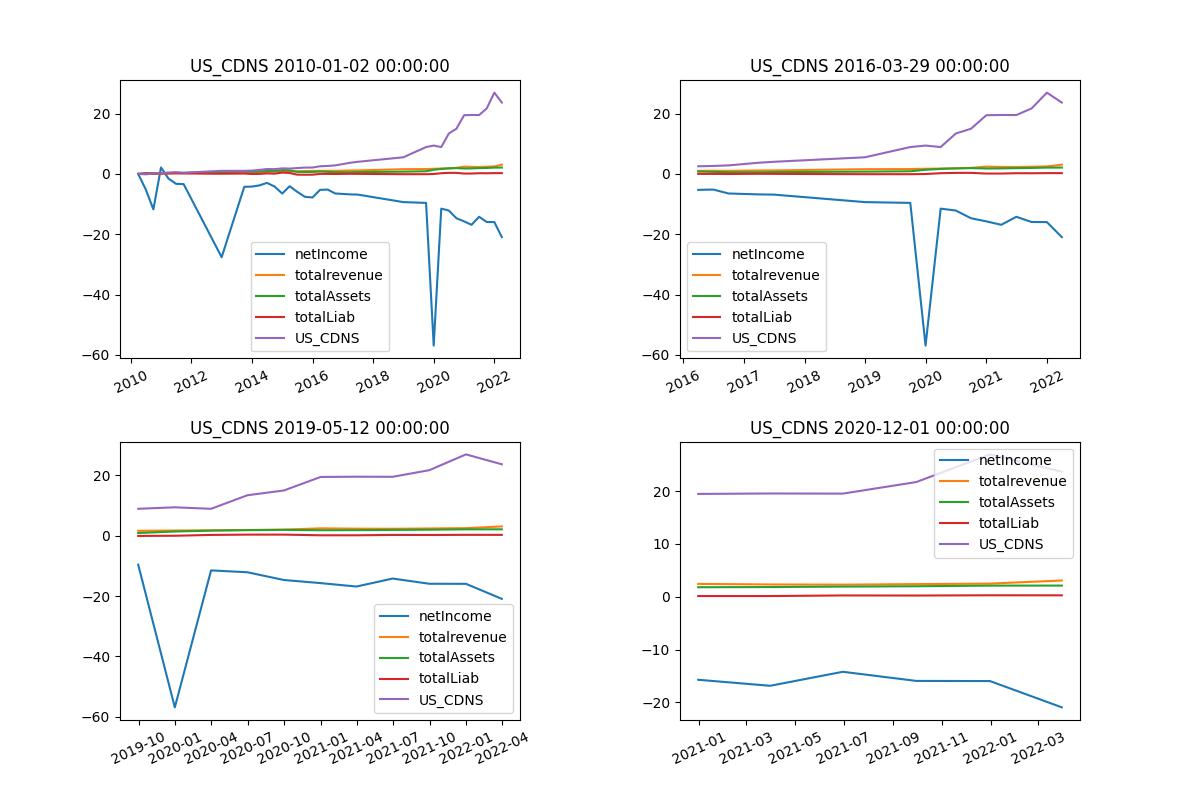 US_CDNS 2010-01-02 00:00:00
20
0
−20
−40
−60
netIncome
totalrevenue
totalAssets
totalLiab
US_CDNS
2010 2012 2014 2016 2018 2020 2022
US_CDNS 2016-03-29 00:00:00
20
0
−20
−40
−60
netIncome
totalrevenue
totalAssets
totalLiab
US_CDNS
2016 2017 2018 2019 2020 2021 2022
US_CDNS 2019-05-12 00:00:00
20
0
−20
−40
−60
netIncome
totalrevenue
totalAssets
totalLiab
US_CDNS
2019-10 2020-01 2020-04 2020-07 2020-10 2021-01 2021-04 2021-07 2021-10 2022-01 2022-04
US_CDNS 2020-12-01 00:00:00
20
10
0
−10
−20
netIncome
totalrevenue
totalAssets
totalLiab
US_CDNS
2021-01 2021-03 2021-05 2021-07 2021-09 2021-11 2022-01 2022-03